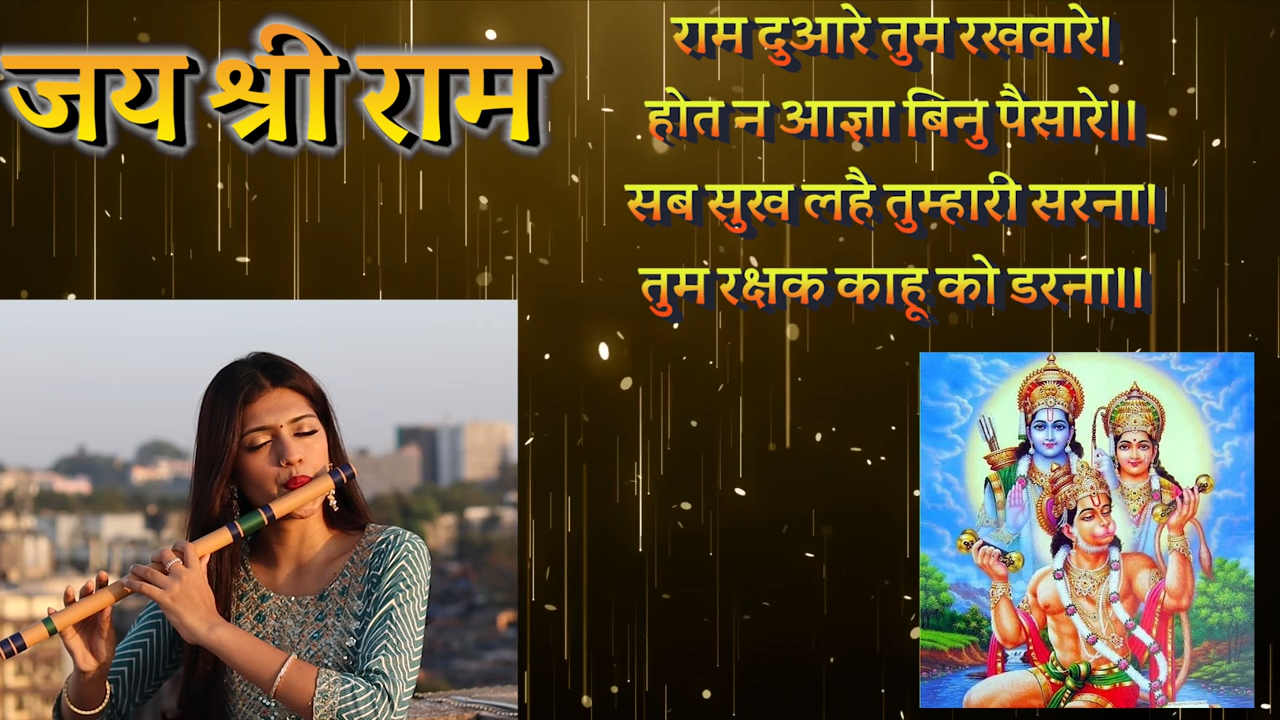 जय श्री राम
राम दुआरे तुम रखवारे।
होत न आज्ञा बिनु पैसारे।।
सब सुख लहै तुम्हारी सरना।
तुम रक्षक काहू को डरना।।